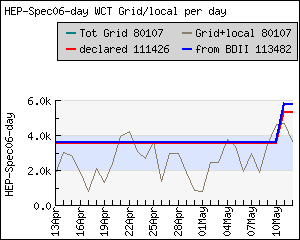 HEP-Spec06-day WCT Grid/local per day
Tot Grid 80107 Grid+local 80107
declared 111426 from BDII 113482
HEP-Spec06-day
6.0k
4.0k
2.0k
0.0
13Apr 16Apr 19Apr 22Apr 25Apr 28Apr 01May 04May 07May 10May